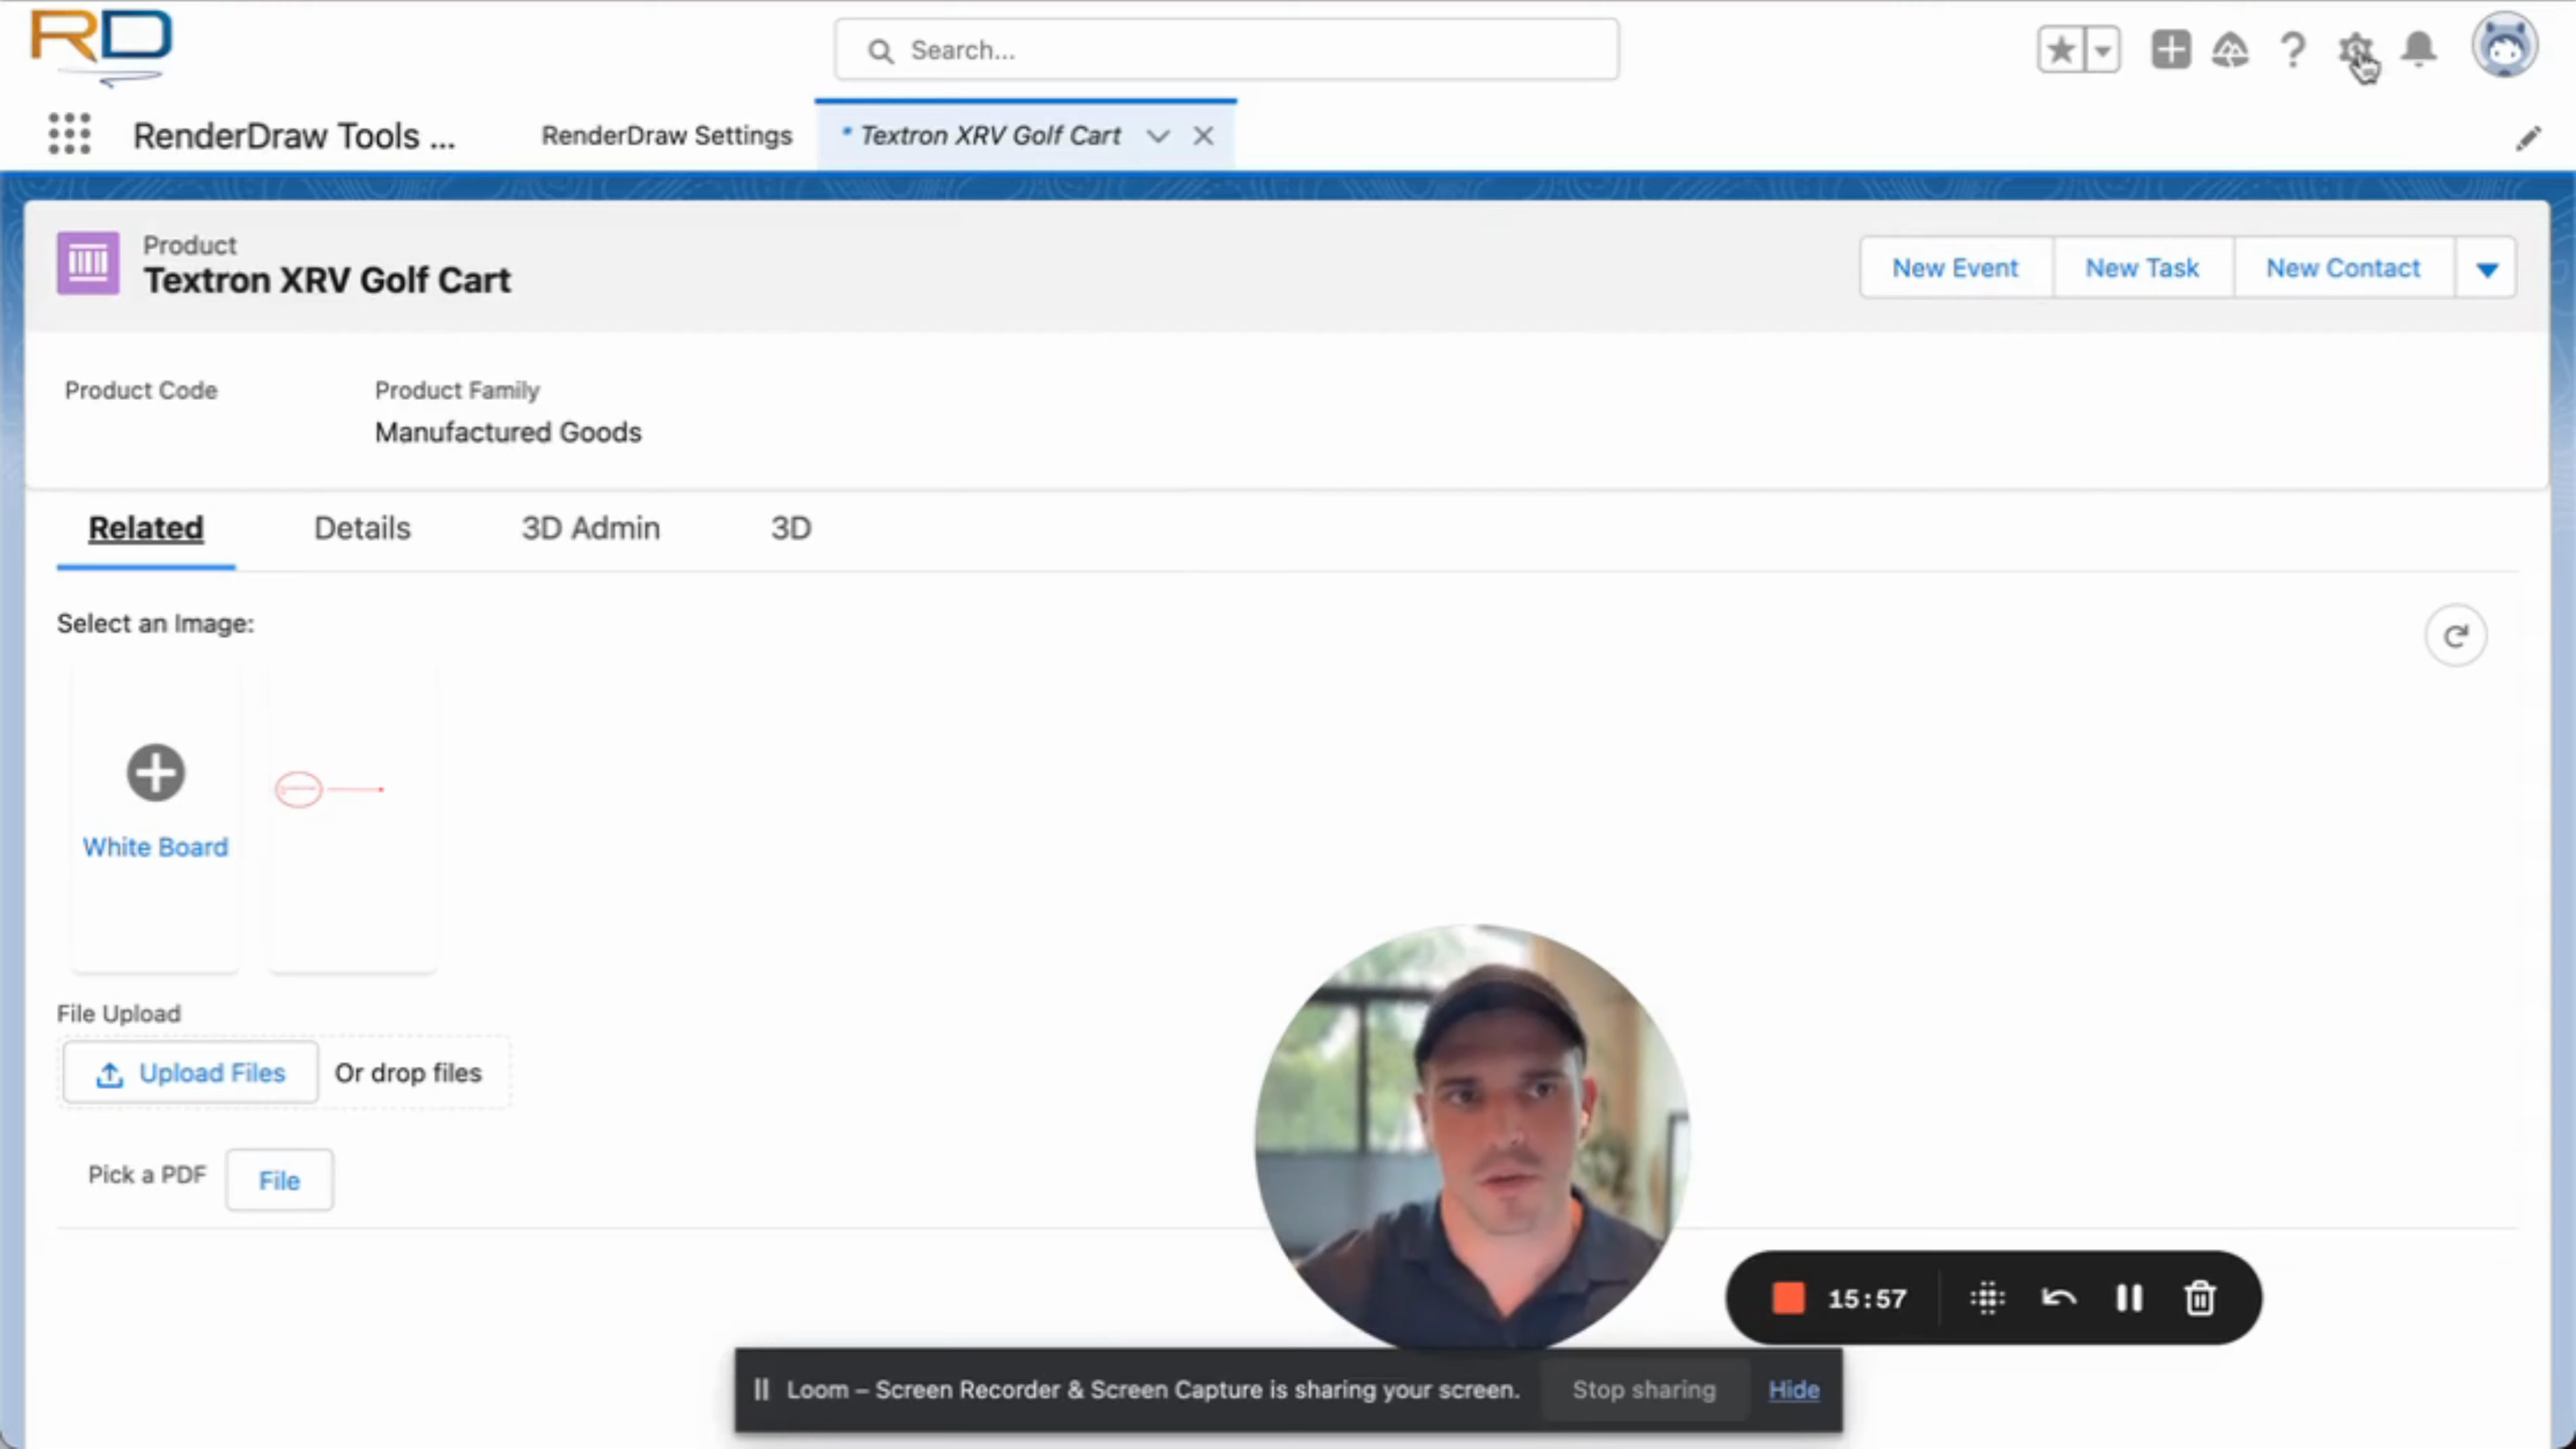 RD
Search...
RenderDraw Tools ...
RenderDraw Settings
* Textron XRV Golf Cart
Product
Textron XRV Golf Cart
New Event
New Task
New Contact
Product Code
Product Family
Manufactured Goods
Related
Details
3D Admin
3D
Select an Image:
White Board
File Upload
Upload Files
Or drop files
Pick a PDF
File
15:57
Loom – Screen Recorder & Screen Capture is sharing your screen.
Stop sharing
Hide